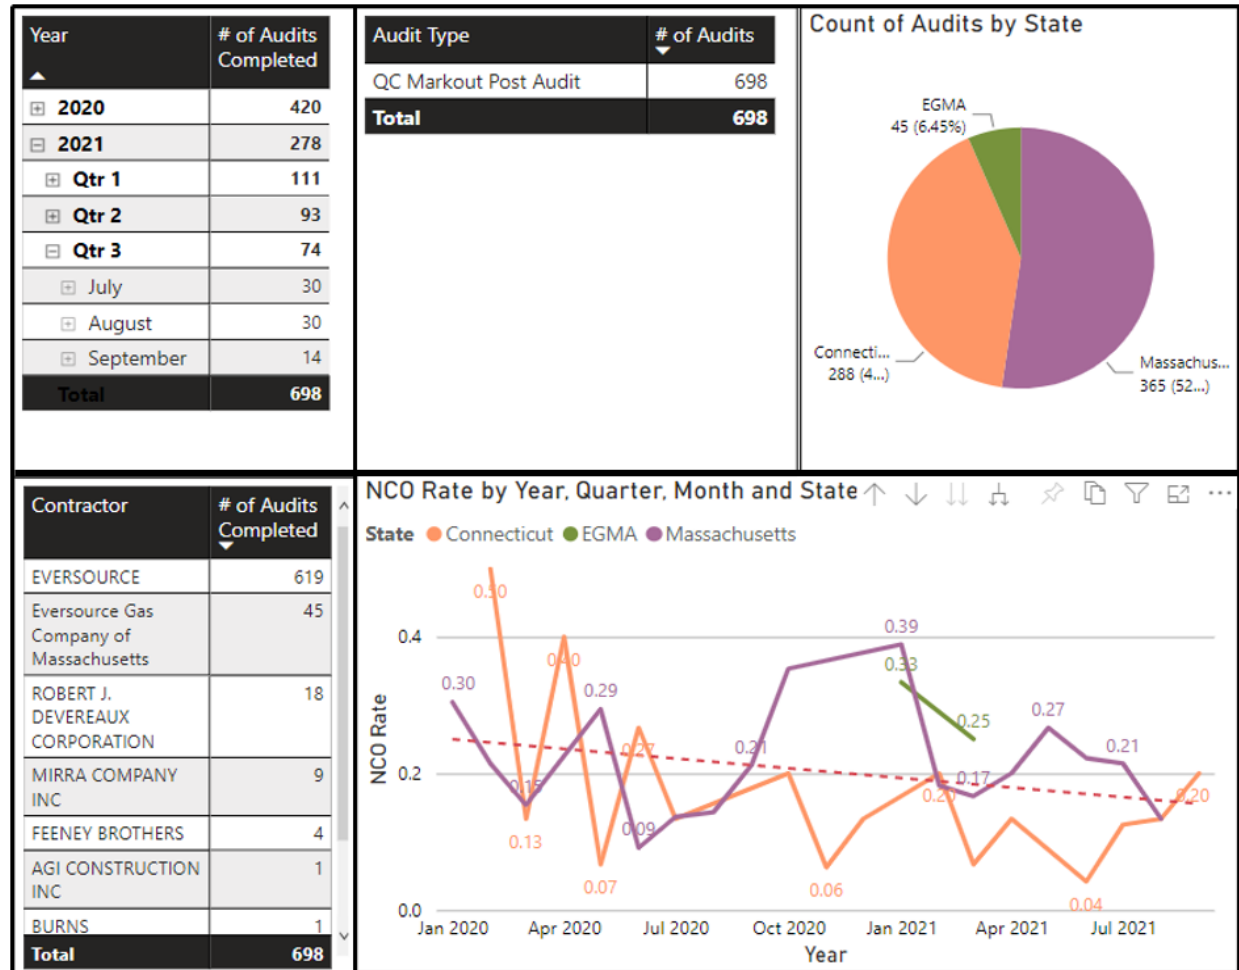 Year # of Audits Completed
2020 420
2021 278
Qtr 1 111
Qtr 2 93
Qtr 3 74
July 30
August 30
September 14
Total 698
Audit Type # of Audits
QC Markout Post Audit 698
Total 698
Count of Audits by State
EGMA
45 (6.45%)
Connecti...
288 (4...)
Massachus...
365 (52...)
Contractor # of Audits Completed
EVERSOURCE 619
Eversource Gas 45
Company of
Massachusetts
ROBERT J. 18
DEVEREAUX
CORPORATION
MIRRA COMPANY 9
INC
FEENEY BROTHERS 4
AGI CONSTRUCTION 1
INC
BURNS 1
Total 698
NCO Rate by Year, Quarter, Month and State
State Connecticut EGMA Massachusetts
NCO Rate
0.4
0.2
0.0
0.50
0.30
0.40
0.29
0.27
0.15
0.13
0.09
0.07
0.21
0.06
0.39
0.33
0.25
0.20
0.17
0.27
0.21
0.04
0.20
Jan 2020 Apr 2020 Jul 2020 Oct 2020 Jan 2021 Apr 2021 Jul 2021
Year